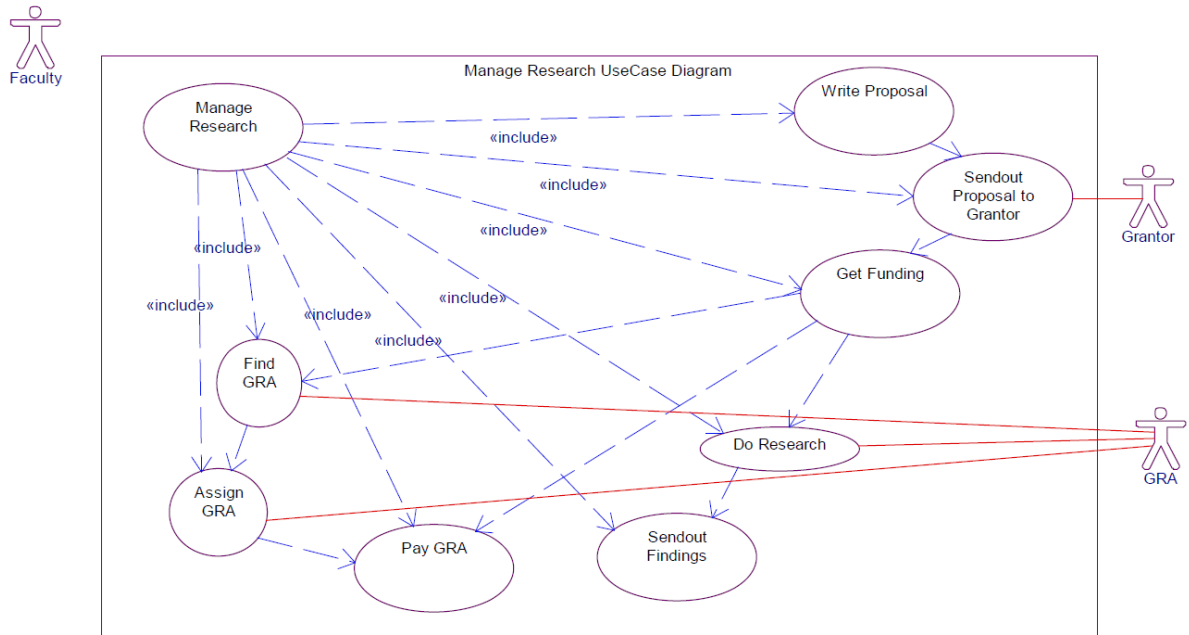 Faculty
Manage Research UseCase Diagram
Manage
Research
Write Proposal
«include»
Sendout
Proposal to
Grantor
«include»
Grantor
«include»
«include»
Get Funding
«include»
«include»
«include»
«include»
Find
GRA
Do Research
GRA
Assign
GRA
Pay GRA
Sendout
Findings